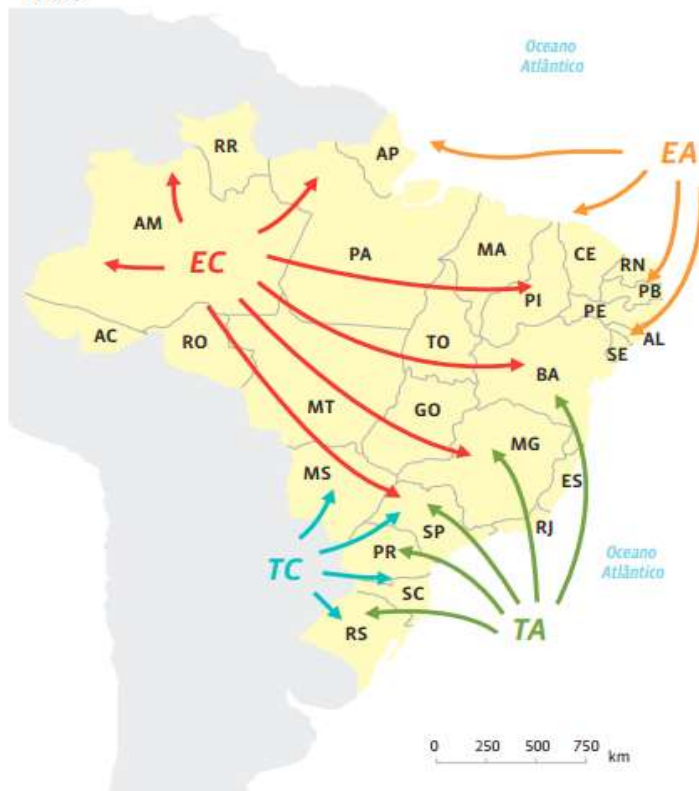 Oceano
Atlântico
RR
AP
EA
AM
PA
MA
CE
RN
EC
PB
PI
PE
AC
RO
TO
AL
SE
BA
MT
GO
MG
MS
ES
SP
RJ
PR
Oceano
Atlântico
TC
SC
TA
RS
0 250 500 750 km